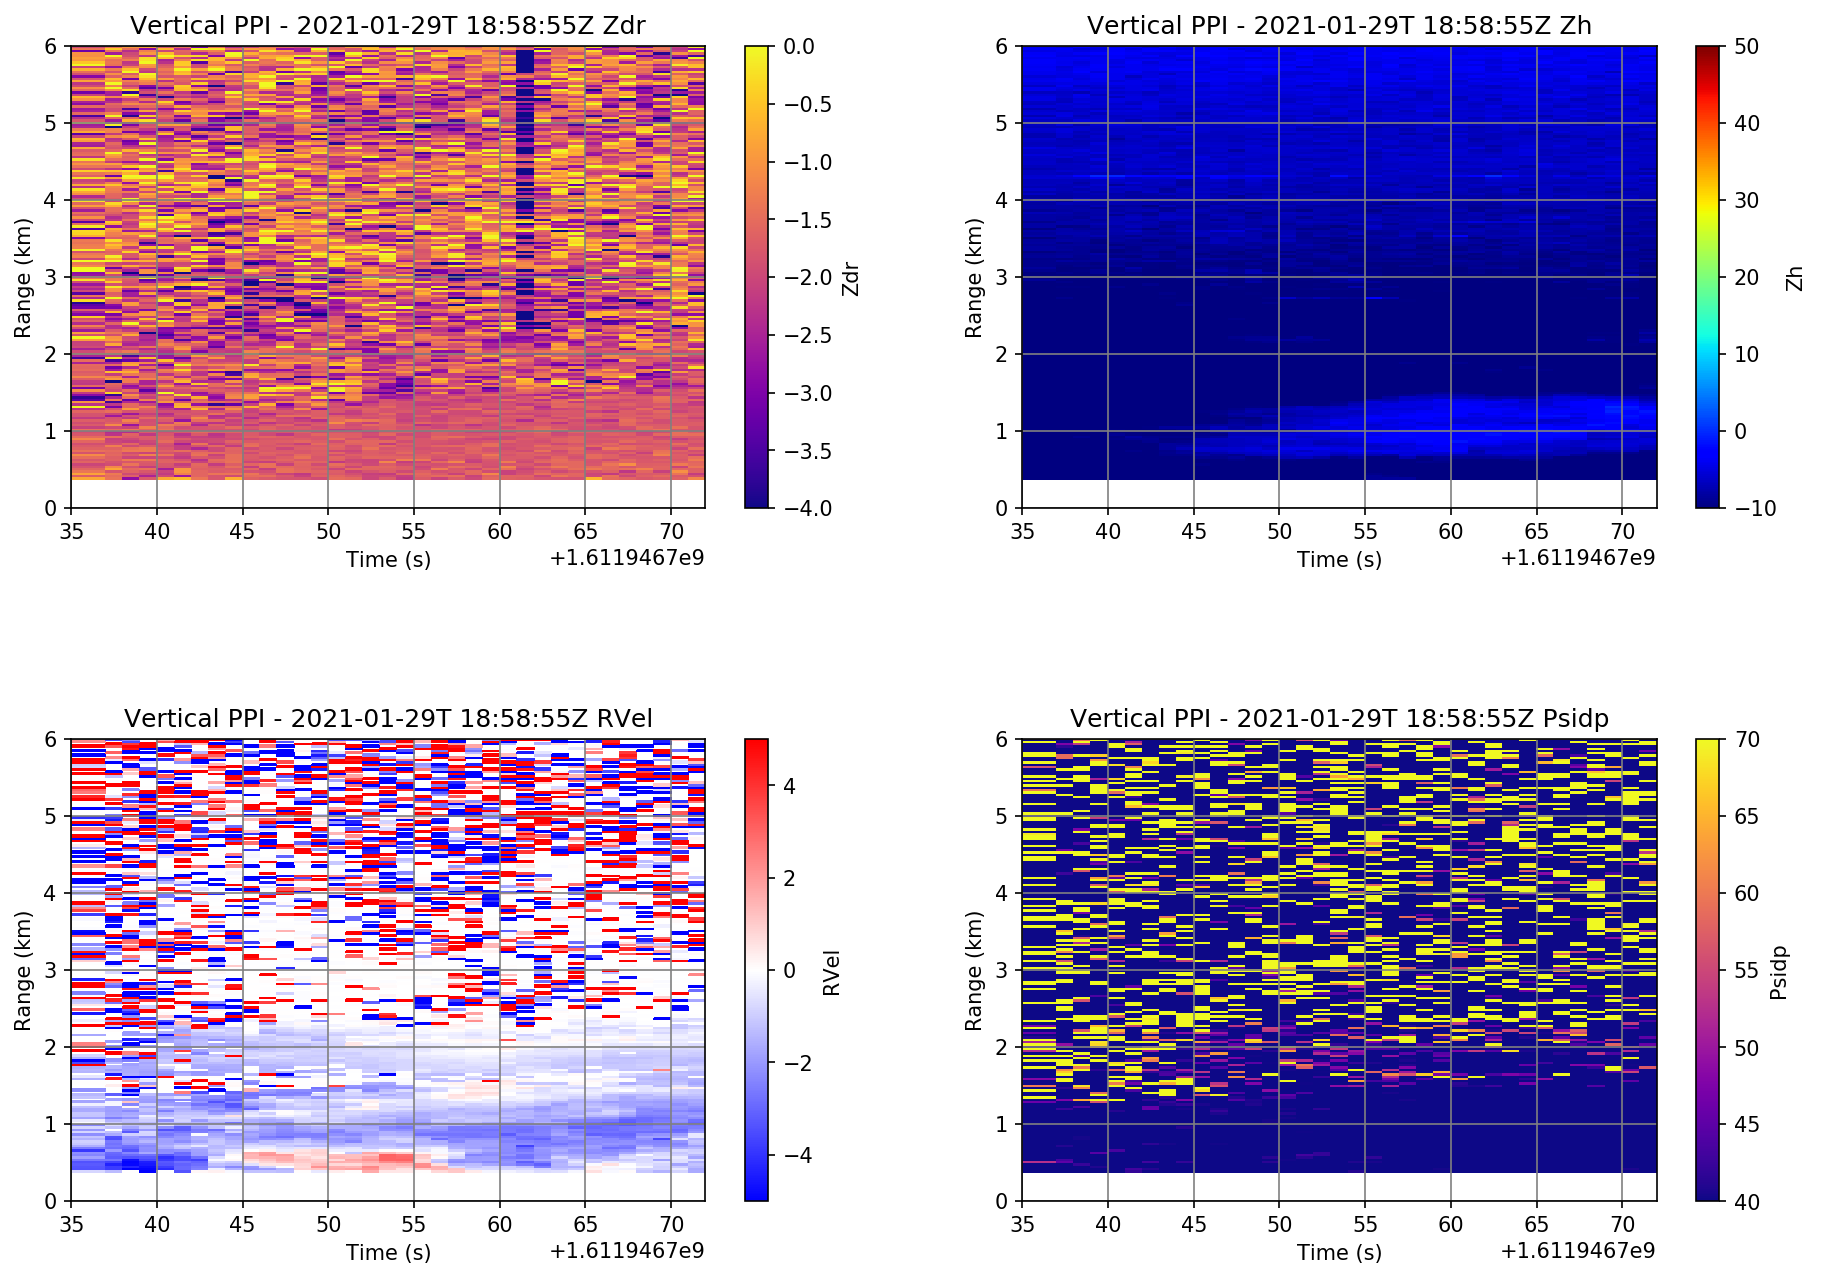 Vertical PPI - 2021-01-29T 18:58:55Z Zdr
6
5
4
3
2
1
0
Range (km)
35 40 45 50 55 60 65 70
Time (s)
+1.6119467e9
0.0
−0.5
−1.0
−1.5
−2.0
−2.5
−3.0
−3.5
−4.0
Zdr
Vertical PPI - 2021-01-29T 18:58:55Z Zh
6
5
4
3
2
1
0
Range (km)
35 40 45 50 55 60 65 70
Time (s)
+1.6119467e9
50
40
30
20
10
0
−10
Zh
Vertical PPI - 2021-01-29T 18:58:55Z RVel
6
5
4
3
2
1
0
Range (km)
35 40 45 50 55 60 65 70
Time (s)
+1.6119467e9
4
2
0
−2
−4
RVel
Vertical PPI - 2021-01-29T 18:58:55Z Psidp
6
5
4
3
2
1
0
Range (km)
35 40 45 50 55 60 65 70
Time (s)
+1.6119467e9
70
65
60
55
50
45
40
Psidp